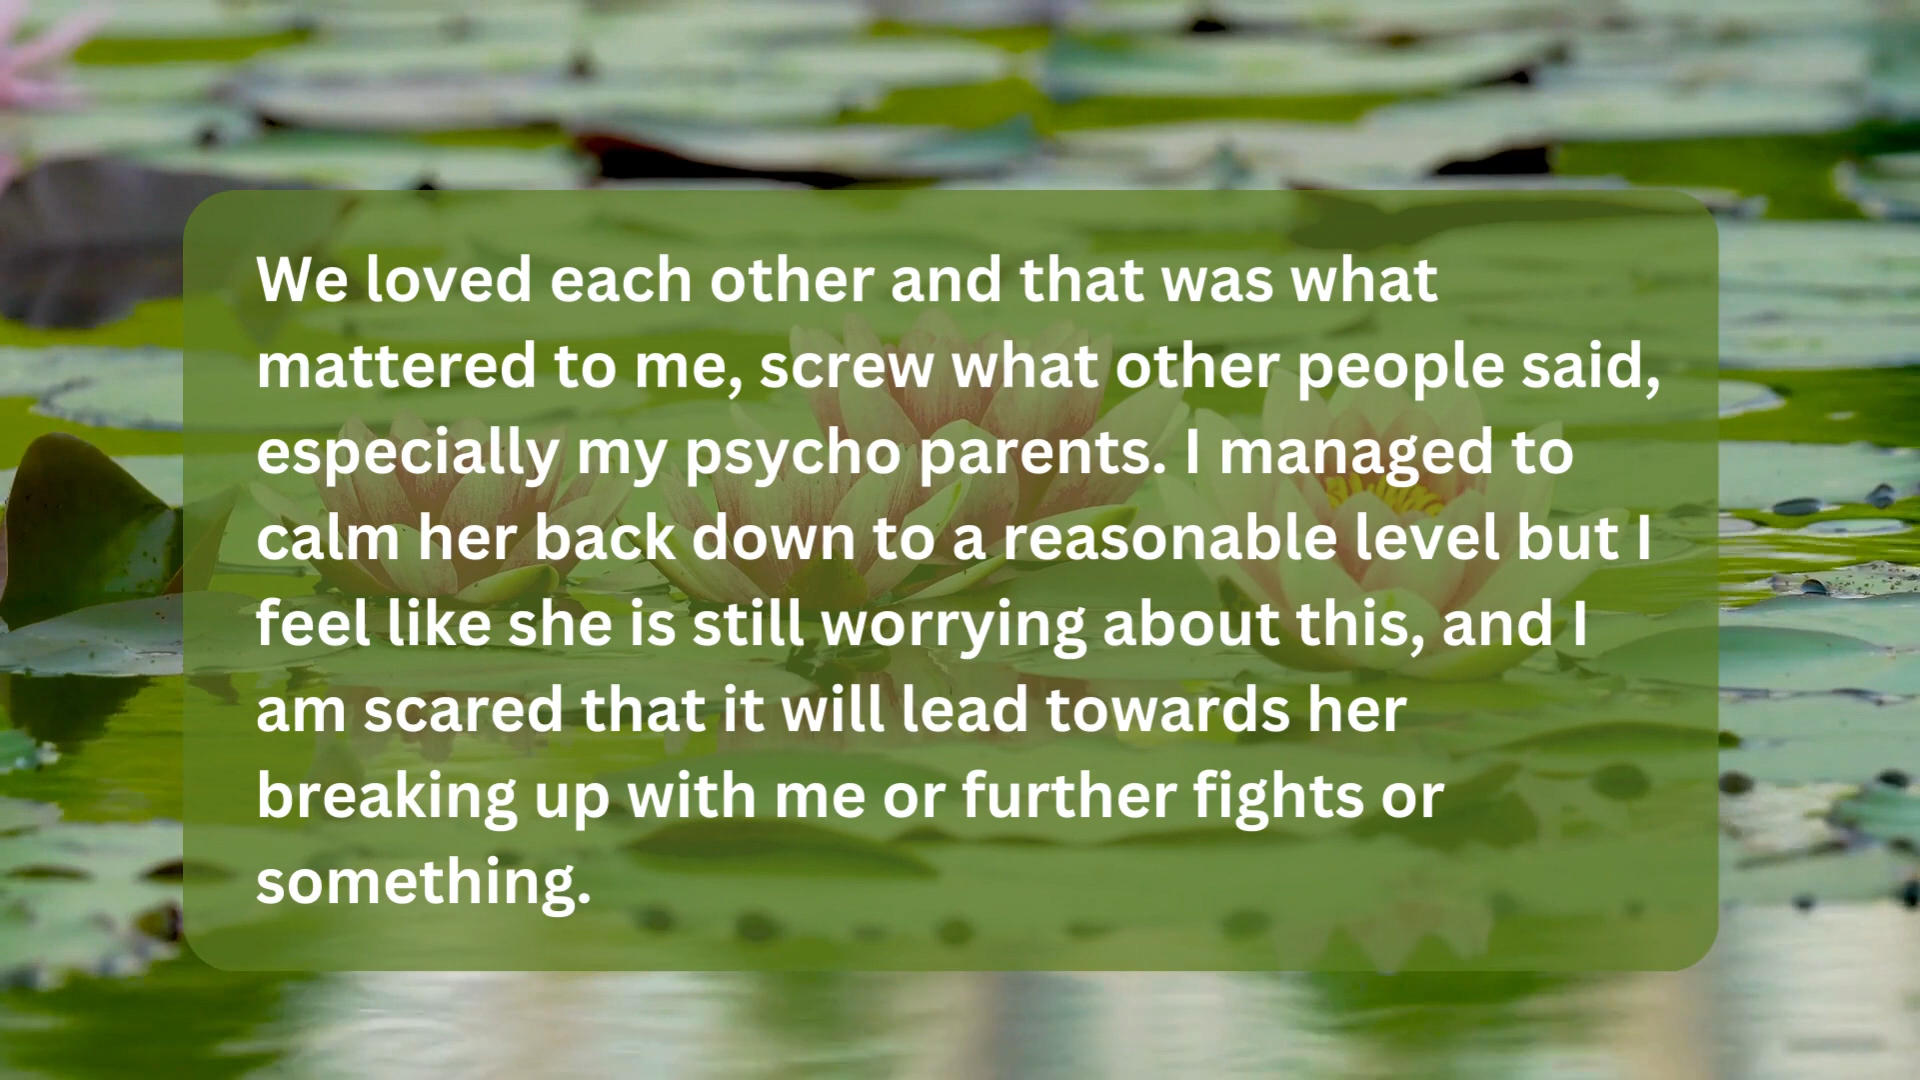 We loved each other and that was what
mattered to me, screw what other people said,
especially my psycho parents. I managed to
calm her back down to a reasonable level but I
feel like she is still worrying about this, and I
am scared that it will lead towards her
breaking up with me or further fights or
something.